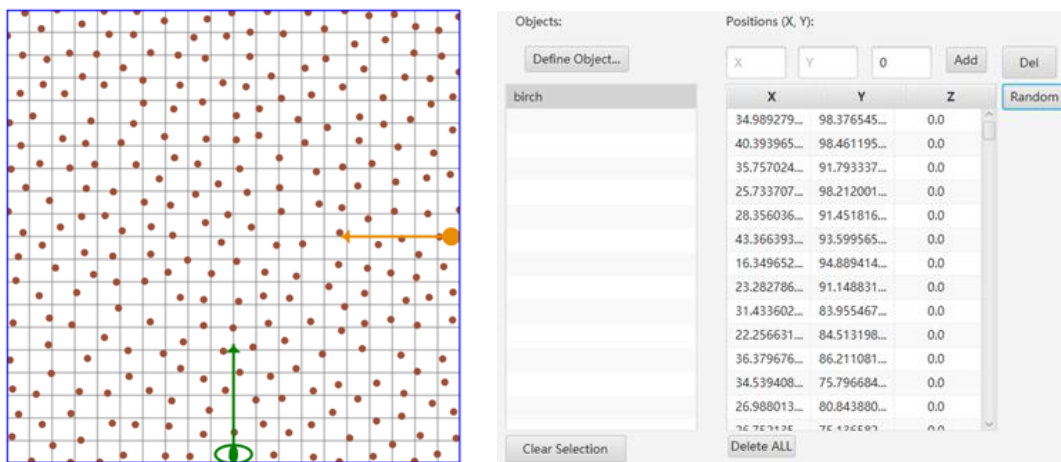 Objects: Positions (X, Y):
Define Object... X Y 0 Add Del
birch X Y Z Random
34.989279... 98.376545... 0.0
40.393965... 98.461195... 0.0
35.757024... 91.793337... 0.0
25.733707... 98.212001... 0.0
28.356036... 91.451816... 0.0
43.366393... 93.599565... 0.0
16.349652... 94.889414... 0.0
23.282786... 91.148831... 0.0
31.433602... 83.955467... 0.0
22.256631... 84.513198... 0.0
36.379676... 86.211081... 0.0
34.539408... 75.796684... 0.0
26.988013... 80.843880... 0.0
Clear Selection Delete ALL